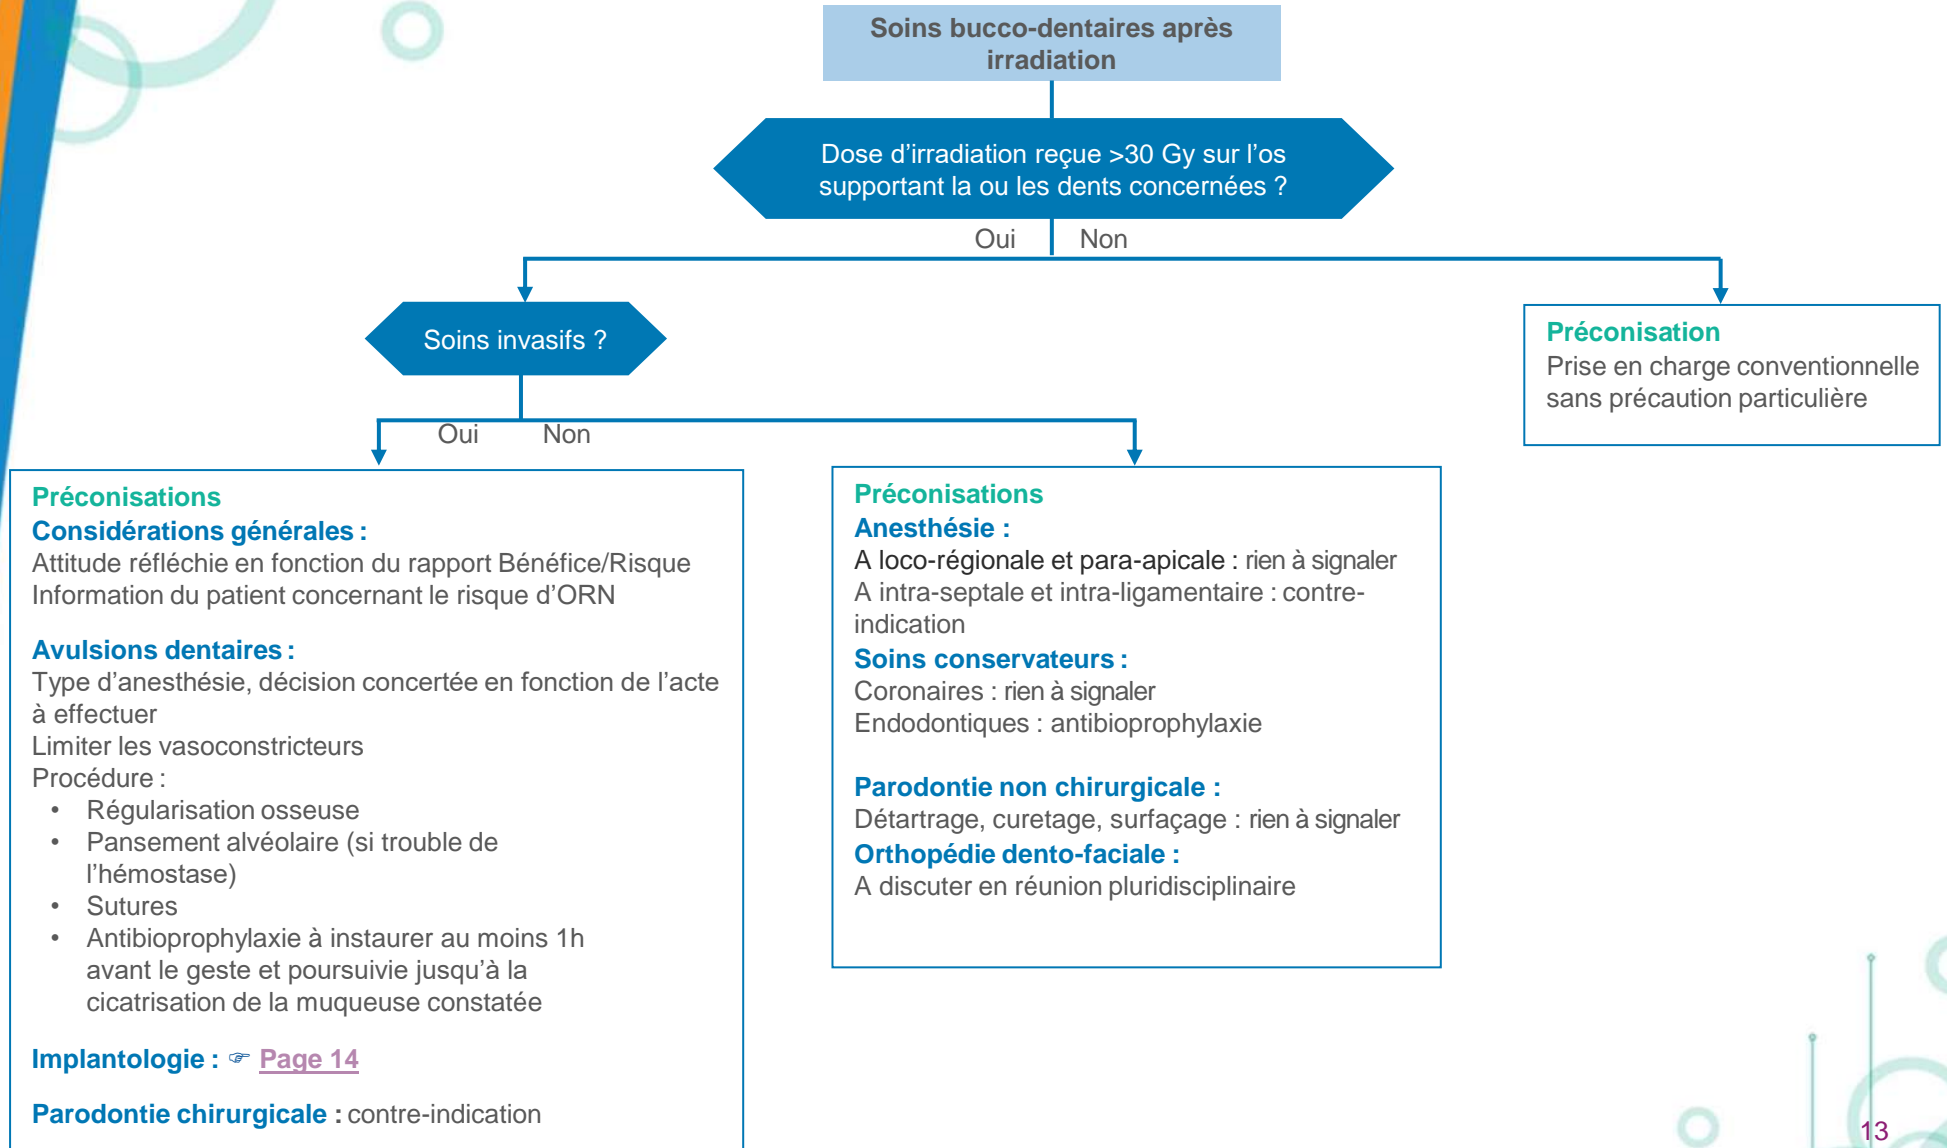 Soins bucco-dentaires après
irradiation
Dose d’irradiation reçue >30 Gy sur l’os
supportant la ou les dents concernées ?
Oui
Non
Soins invasifs ?
Oui
Non
Préconisation
Prise en charge conventionnelle
sans précaution particulière
Préconisations
Considérations générales :
Attitude réfléchie en fonction du rapport Bénéfice/Risque
Information du patient concernant le risque d’ORN
Avulsions dentaires :
Type d’anesthésie, décision concertée en fonction de l’acte
à effectuer
Limiter les vasoconstricteurs
Procédure :
• Régularisation osseuse
• Pansement alvéolaire (si trouble de
l’hémostase)
• Sutures
• Antibioprophylaxie à instaurer au moins 1h
avant le geste et poursuivie jusqu’à la
cicatrisation de la muqueuse constatée
Implantologie : ☞ Page 14
Parodontie chirurgicale : contre-indication
Préconisations
Anesthésie :
A loco-régionale et para-apicale : rien à signaler
A intra-septale et intra-ligamentaire : contre-
indication
Soins conservateurs :
Coronaires : rien à signaler
Endodontiques : antibioprophylaxie
Parodontie non chirurgicale :
Détartrage, curetage, surfaçage : rien à signaler
Orthopédie dento-faciale :
A discuter en réunion pluridisciplinaire
13